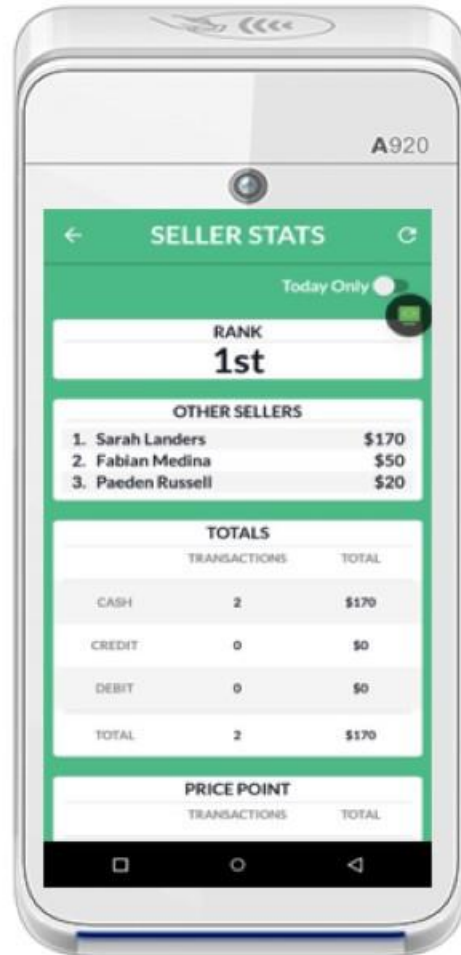 A920
SELLER STATS
Today Only
RANK
1st
OTHER SELLERS
1. Sarah Landers $170
2. Fabian Medina $50
3. Paeden Russell $20
TOTALS
TRANSACTIONS TOTAL
CASH 2 $170
CREDIT 0 $0
DEBIT 0 $0
TOTAL 2 $170
PRICE POINT
TRANSACTIONS TOTAL